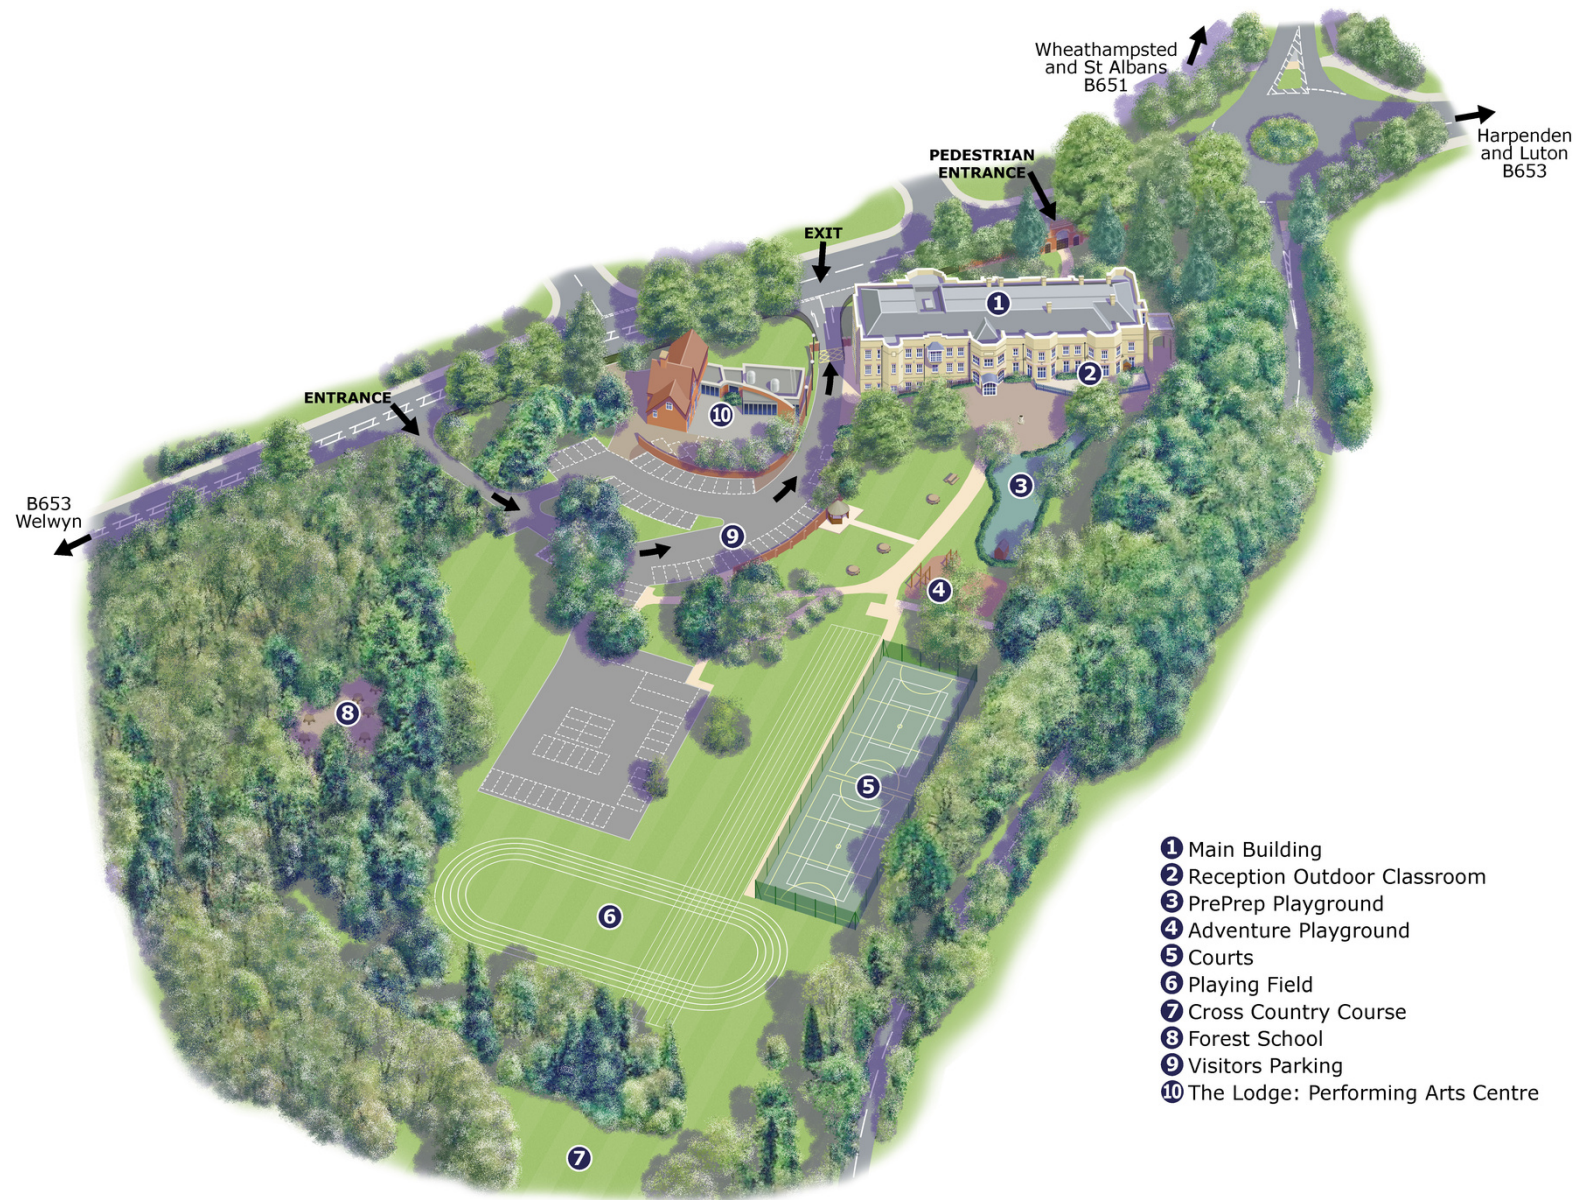 Wheathampsted
and St Albans
B651
Harpenden
and Luton
B653
PEDESTRIAN
ENTRANCE
EXIT
ENTRANCE
B653
Welwyn
1
2
3
4
5
6
7
8
9
10
1 Main Building
2 Reception Outdoor Classroom
3 PrePrep Playground
4 Adventure Playground
5 Courts
6 Playing Field
7 Cross Country Course
8 Forest School
9 Visitors Parking
10 The Lodge: Performing Arts Centre